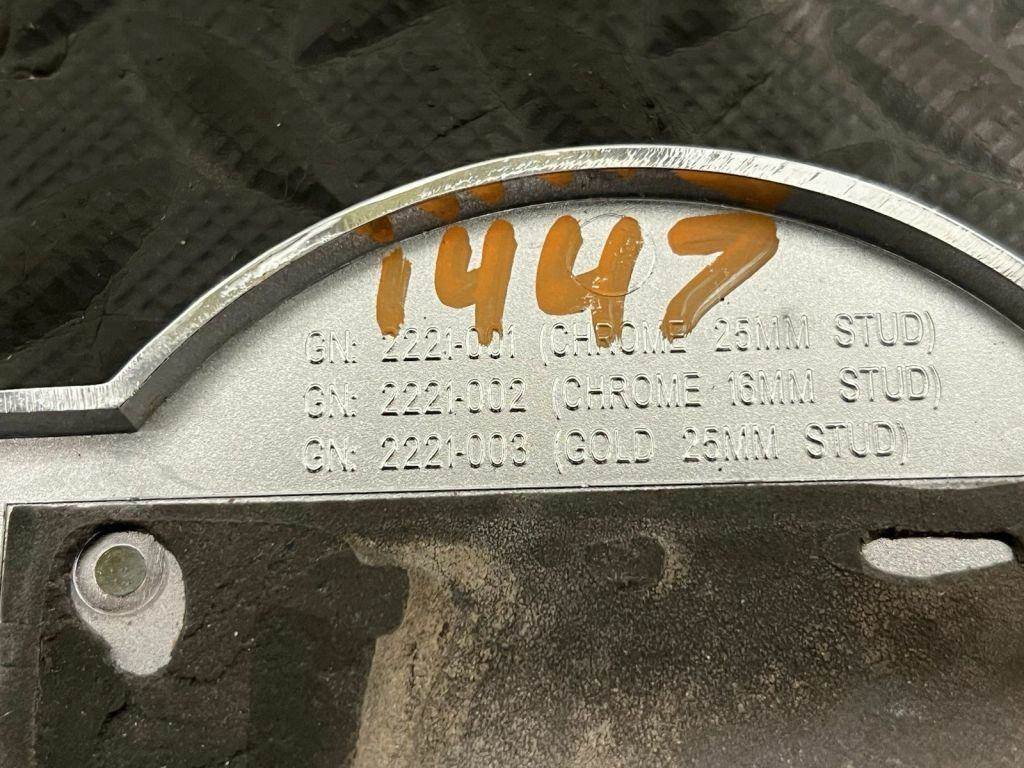 1447
GN: 2221-001 (CHROME 25MM STUD)
GN: 2221-002 (CHROME 16MM STUD)
GN: 2221-003 (GOLD 25MM STUD)